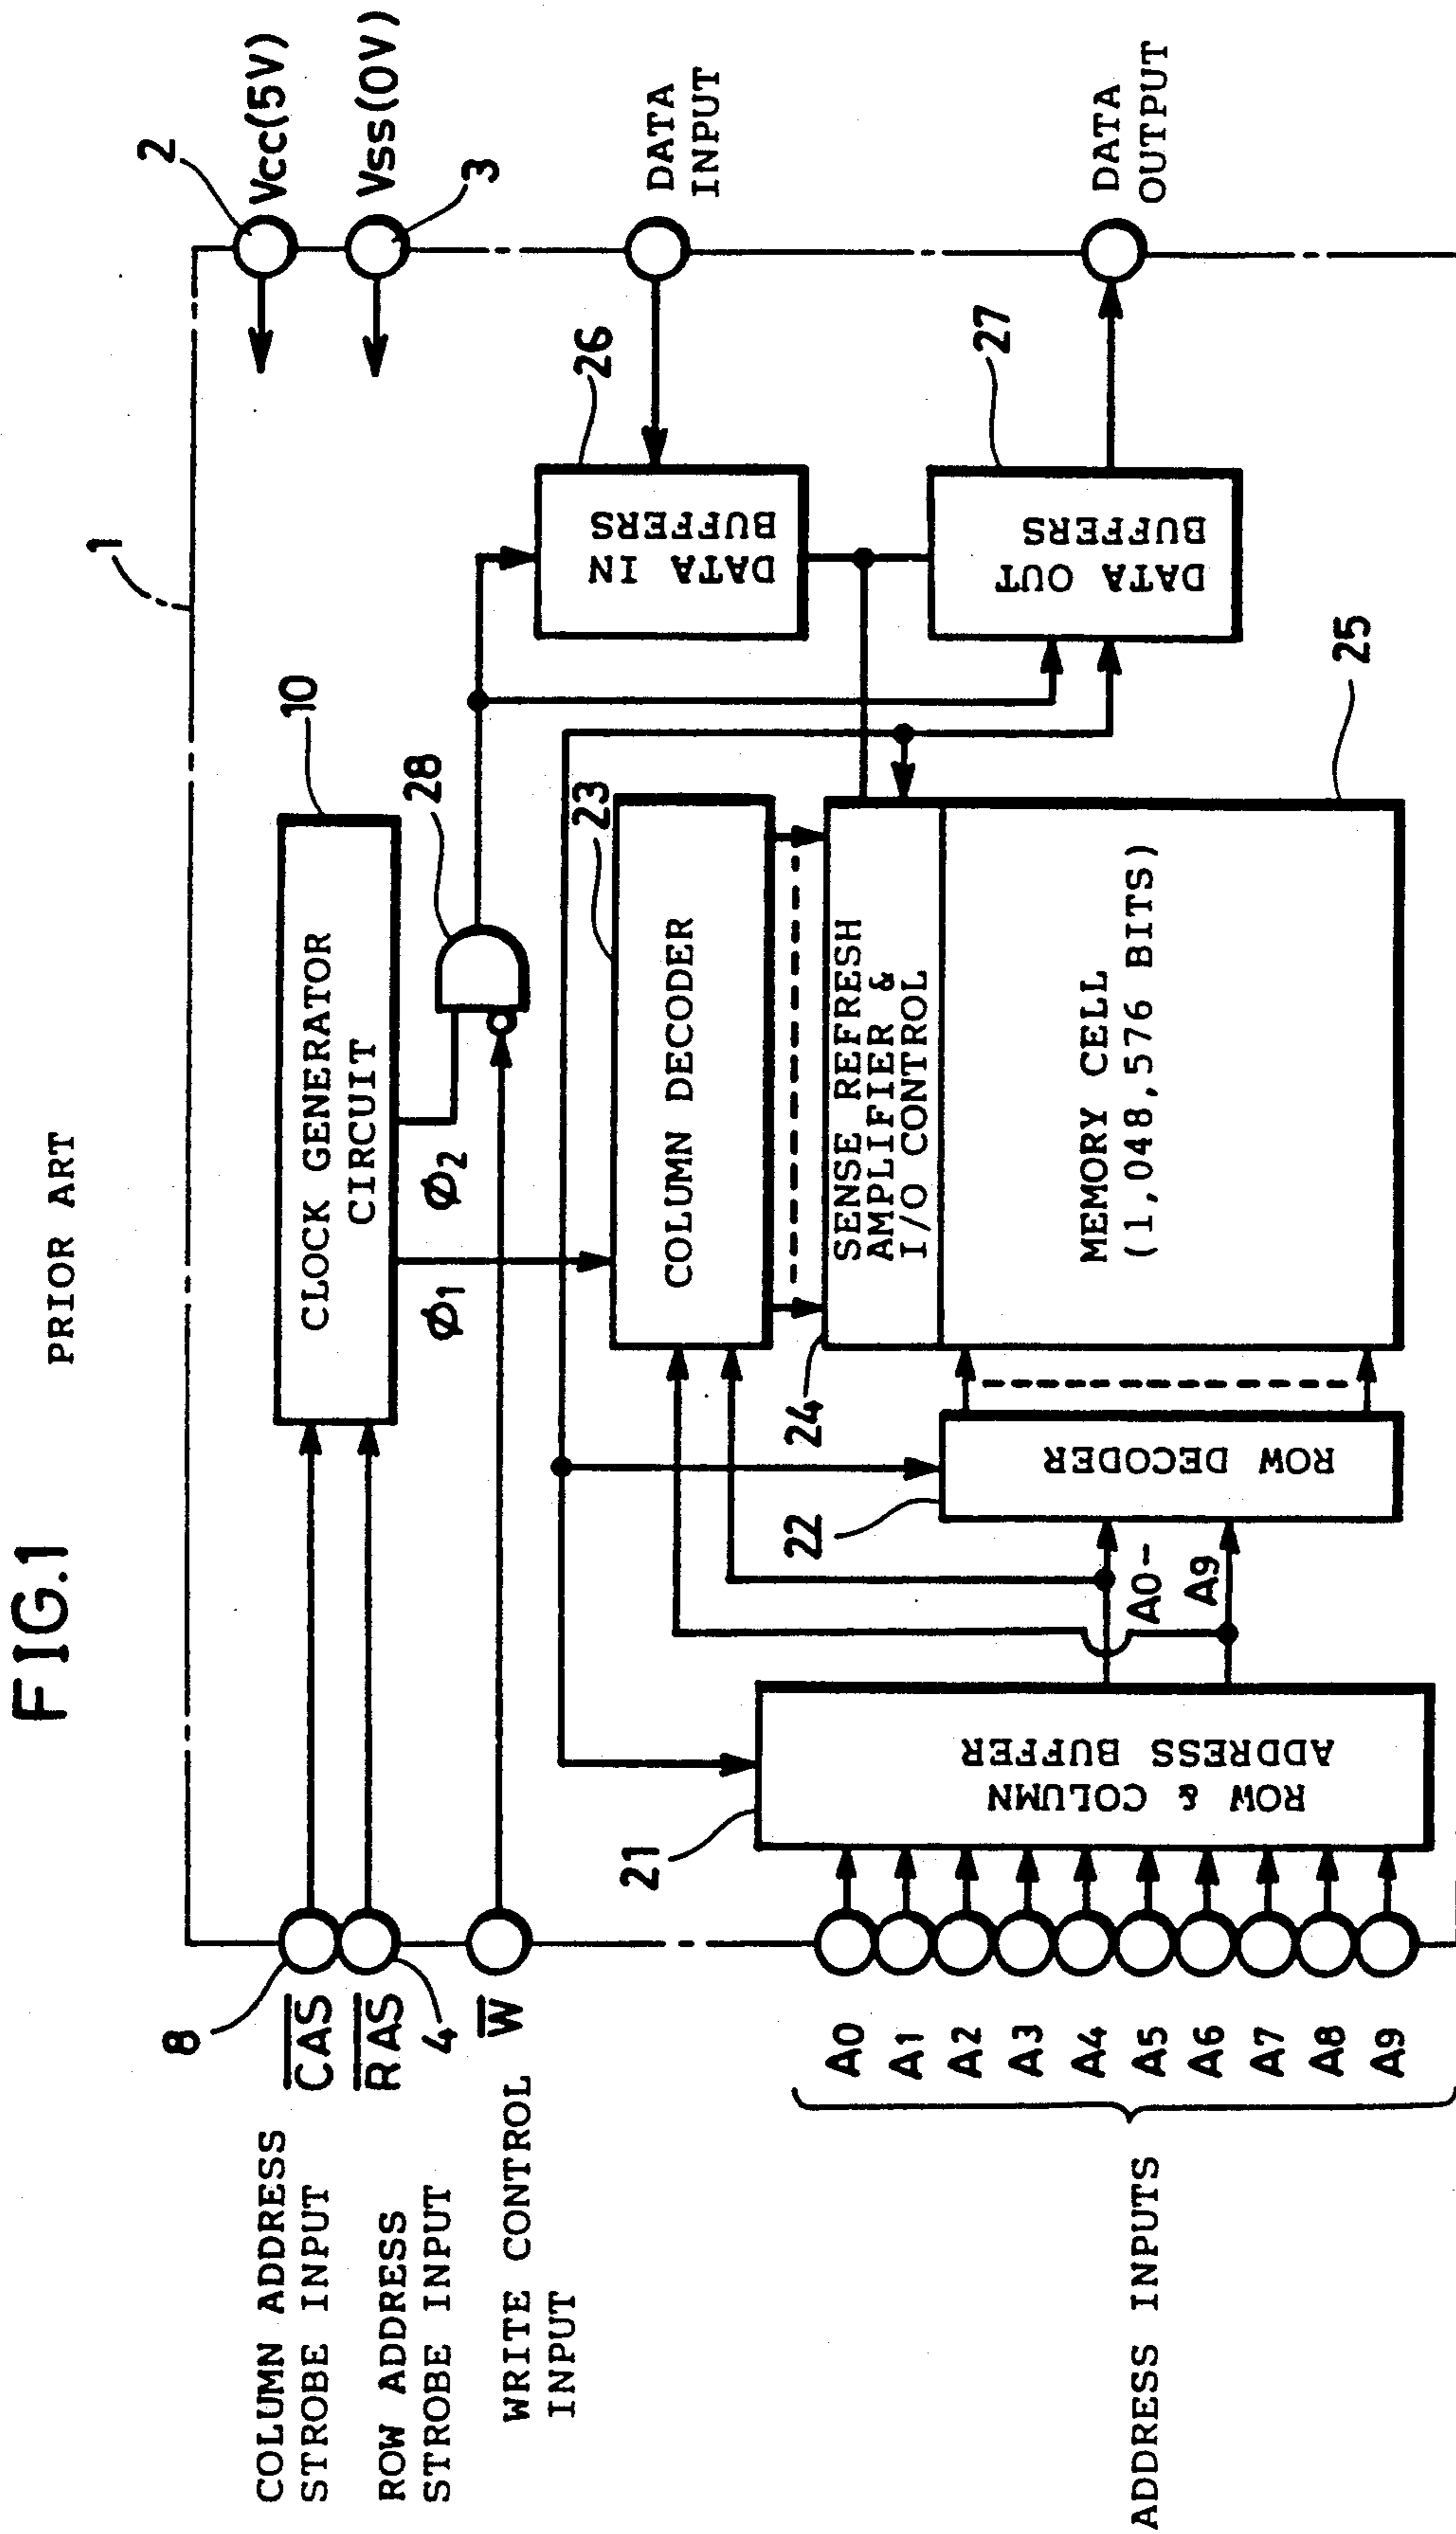 FIG.1
PRIOR ART
1
2
Vcc(5V)
Vss(0V)
3
8
CAS
RAS
4
W
COLUMN ADDRESS
STROBE INPUT
ROW ADDRESS
STROBE INPUT
WRITE CONTROL
INPUT
CLOCK GENERATOR
CIRCUIT
10
ø1
ø2
28
DATA IN
BUFFERS
26
DATA
INPUT
DATA OUT
BUFFERS
27
DATA
OUTPUT
COLUMN DECODER
23
SENSE REFRESH
AMPLIFIER &
I/O CONTROL
24
MEMORY CELL
(1,048,576 BITS)
25
ROW DECODER
22
A0-
A9
ROW & COLUMN
ADDRESS BUFFER
21
A0
A1
A2
A3
A4
A5
A6
A7
A8
A9
ADDRESS INPUTS